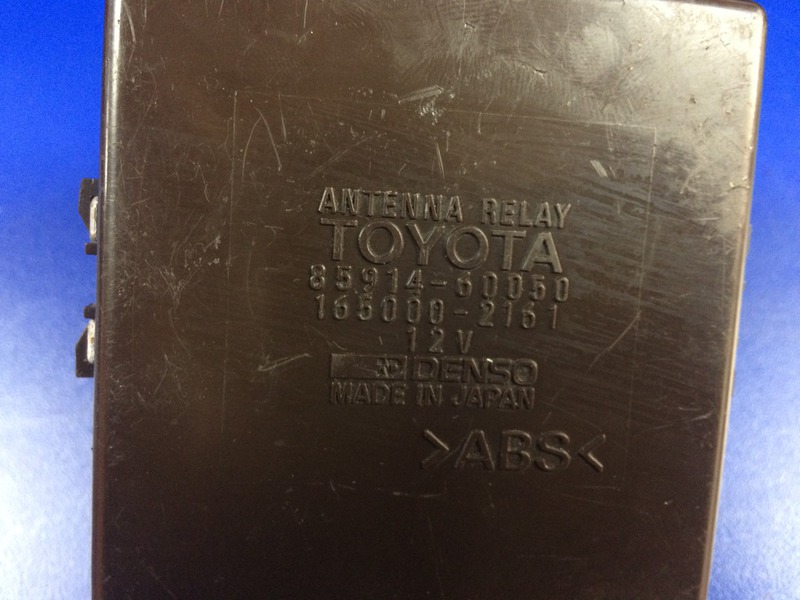 ANTENNA RELAY
TOYOTA
85914-60050
165000-2161
12V
DENSO
MADE IN JAPAN
>ABS<